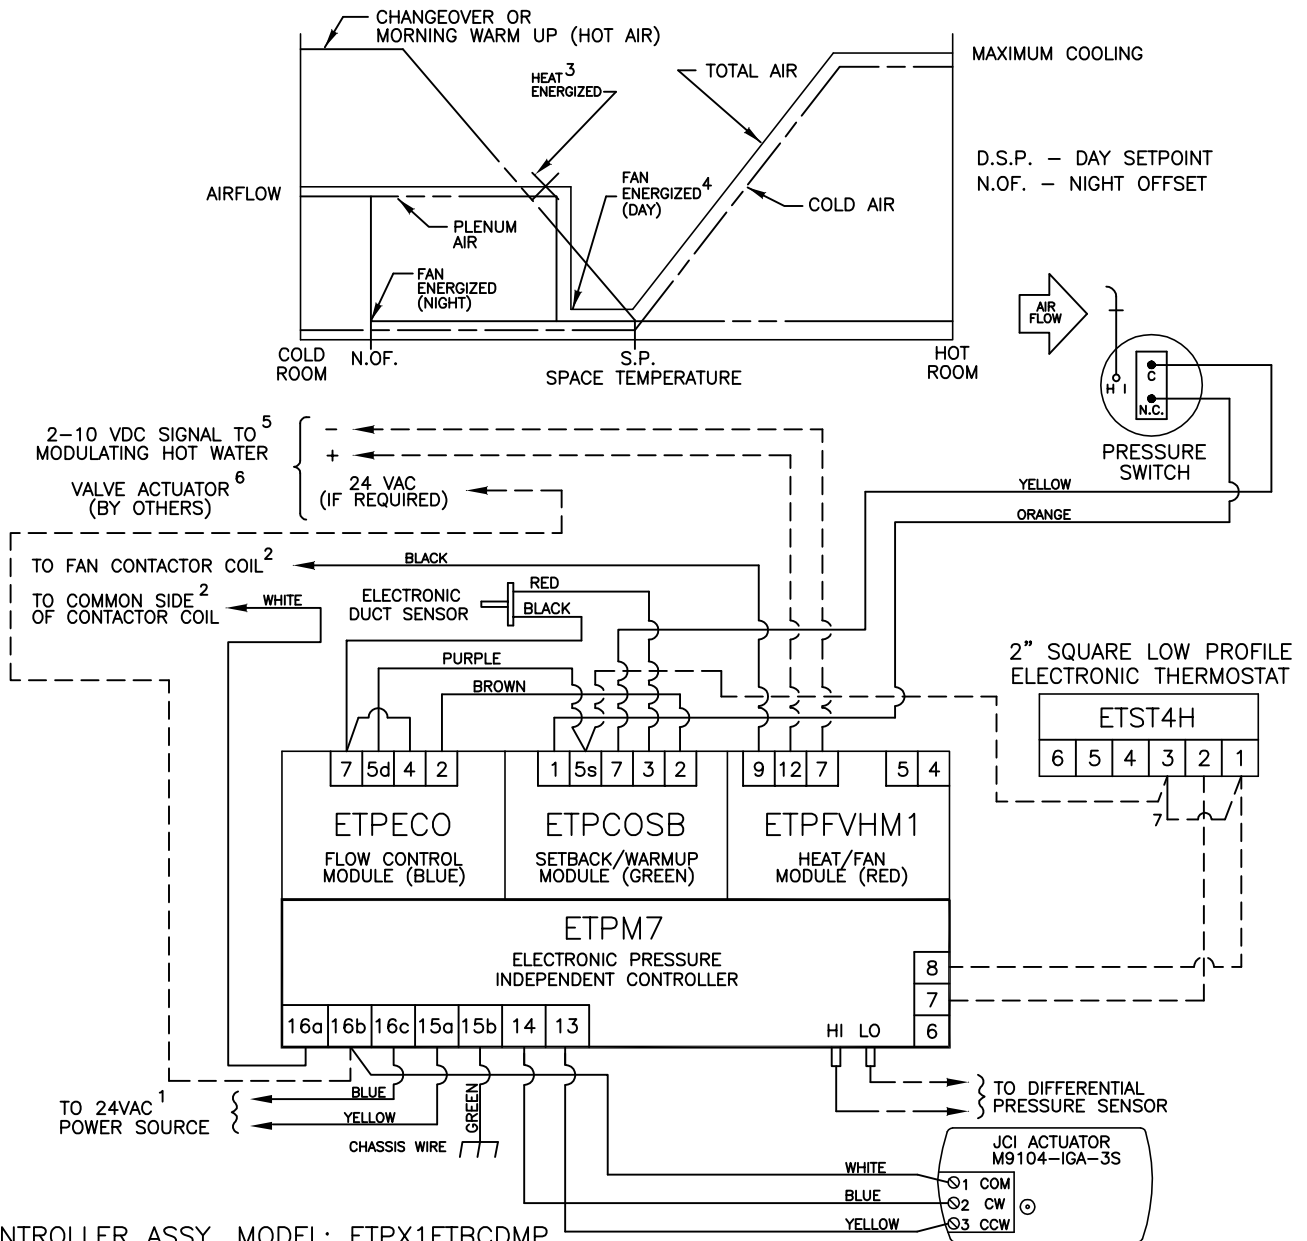 CHANGEOVER OR
MORNING WARM UP (HOT AIR)
HEAT 3
ENERGIZED
TOTAL AIR
MAXIMUM COOLING
D.S.P. – DAY SETPOINT
N.OF. – NIGHT OFFSET
AIRFLOW
FAN
ENERGIZED 4
(DAY)
COLD AIR
PLENUM
AIR
FAN
ENERGIZED
(NIGHT)
COLD
ROOM
N.OF.
S.P.
SPACE TEMPERATURE
HOT
ROOM
AIR
FLOW
H I
C
N.C.
PRESSURE
SWITCH
2–10 VDC SIGNAL TO 5
MODULATING HOT WATER
VALVE ACTUATOR 6
(BY OTHERS)
–
+
24 VAC
(IF REQUIRED)
YELLOW
ORANGE
TO FAN CONTACTOR COIL 2
BLACK
TO COMMON SIDE 2
OF CONTACTOR COIL
WHITE
ELECTRONIC
DUCT SENSOR
RED
BLACK
PURPLE
BROWN
2" SQUARE LOW PROFILE
ELECTRONIC THERMOSTAT
ETST4H
6 5 4 3 2 1
7
7 5d 4 2
1 5s 7 3 2
9 12 7
5 4
ETPECO
FLOW CONTROL
MODULE (BLUE)
ETPCOSB
SETBACK/WARMUP
MODULE (GREEN)
ETPFVHM1
HEAT/FAN
MODULE (RED)
ETPM7
ELECTRONIC PRESSURE
INDEPENDENT CONTROLLER
8
7
6
16a 16b 16c 15a 15b 14 13
HI LO
TO 24VAC 1
POWER SOURCE
BLUE
YELLOW
GREEN
CHASSIS WIRE
TO DIFFERENTIAL
PRESSURE SENSOR
JCI ACTUATOR
M9104–IGA–3S
WHITE
BLUE
YELLOW
1 COM
2 CW
3 CCW
NTROLLER ASSY. MODEL: ETPX1FTBCDMP